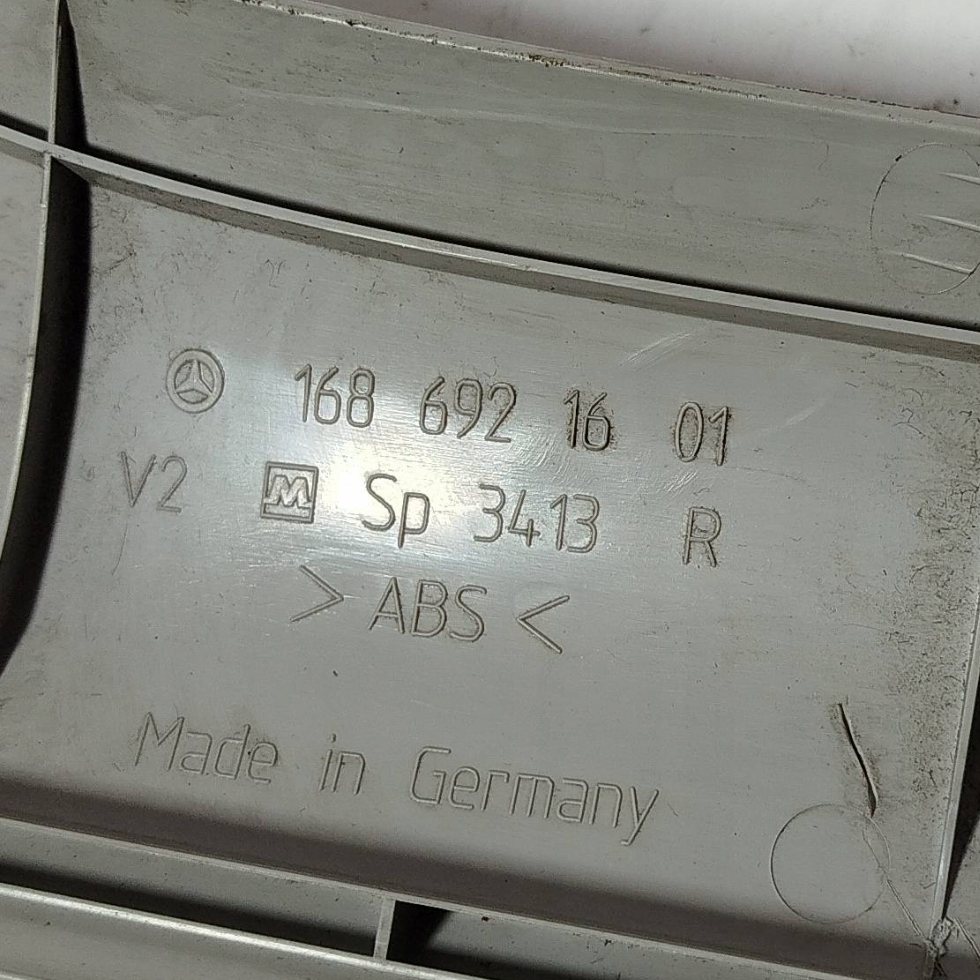 168 692 16 01
V2 M Sp 3413 R
> ABS <
Made in Germany